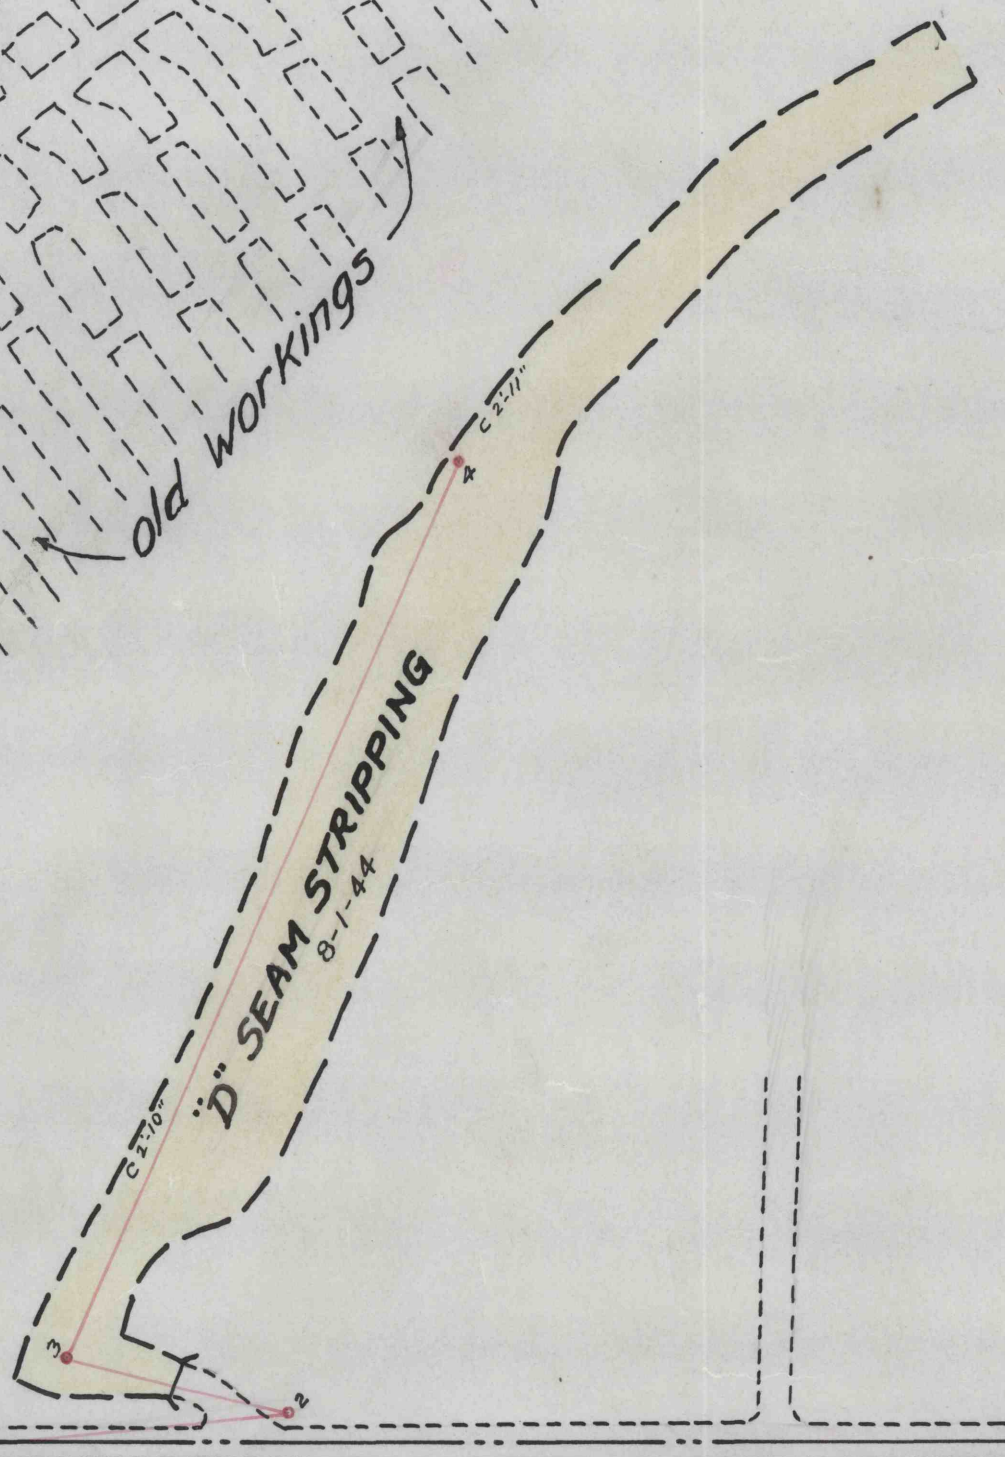 Old Workings
C 2'-11"
4
"D" SEAM STRIPPING
8-1-44
C 2'-10"
3
2